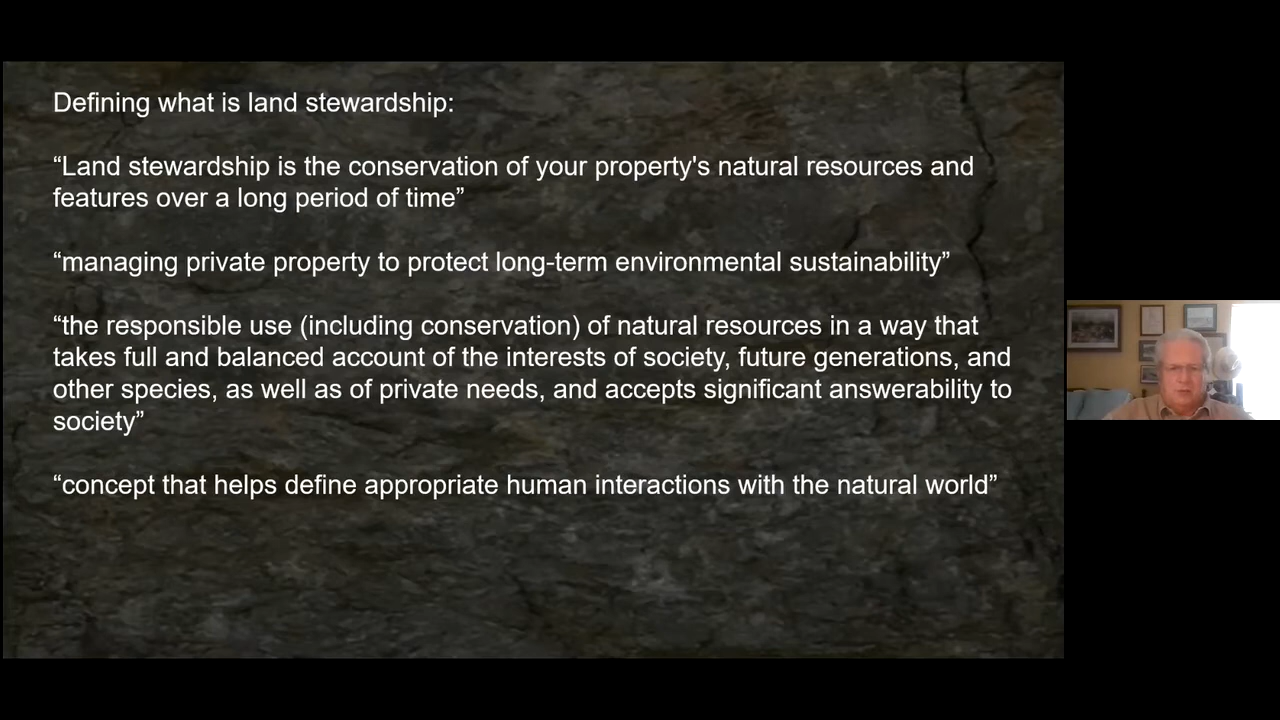 Defining what is land stewardship:
“Land stewardship is the conservation of your property's natural resources and
features over a long period of time”
“managing private property to protect long-term environmental sustainability”
“the responsible use (including conservation) of natural resources in a way that
takes full and balanced account of the interests of society, future generations, and
other species, as well as of private needs, and accepts significant answerability to
society”
“concept that helps define appropriate human interactions with the natural world”